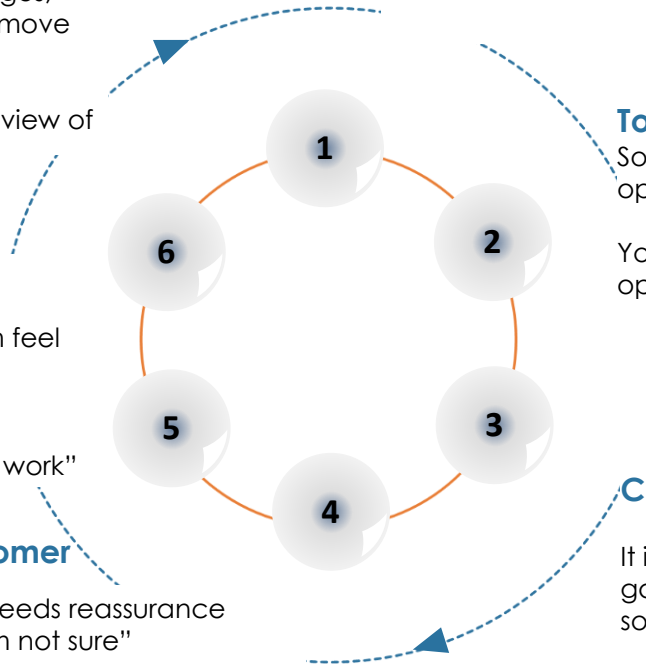 move
view of
1
To
So
op
2
Yo
op
6
n feel
3
5
work”
4
C
omer
It i
eeds reassurance
so
not sure”